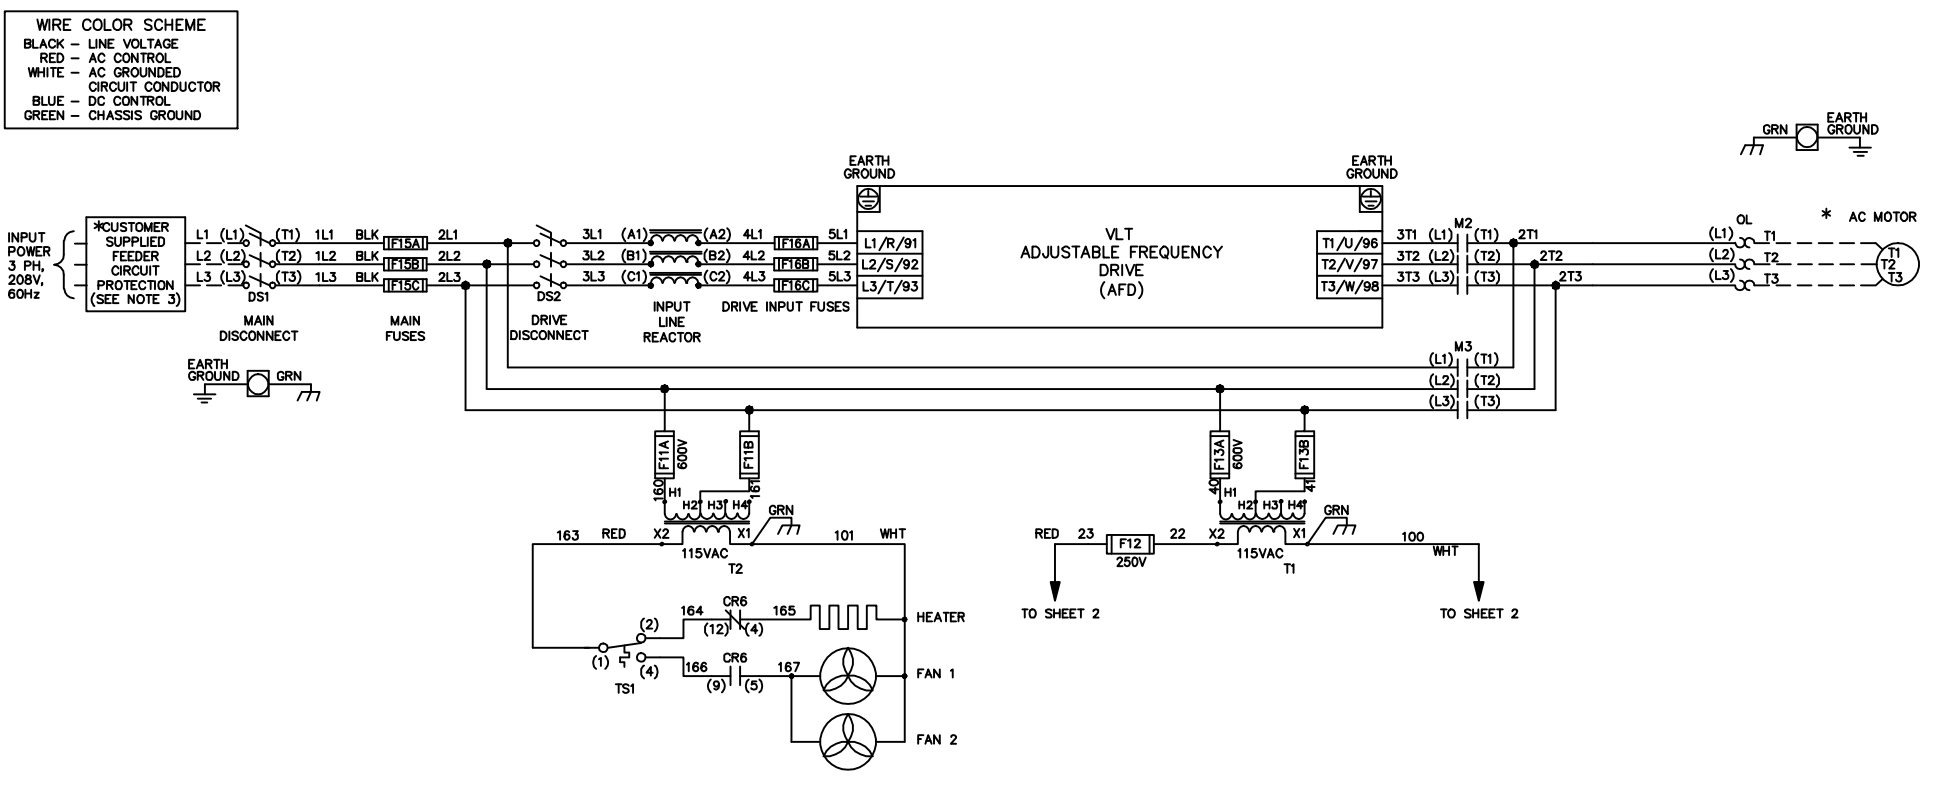 WIRE COLOR SCHEME
BLACK – LINE VOLTAGE
RED – AC CONTROL
WHITE – AC GROUNDED
CIRCUIT CONDUCTOR
BLUE – DC CONTROL
GREEN – CHASSIS GROUND
GRN
EARTH
GROUND
INPUT
POWER
3 PH,
208V,
60Hz
*CUSTOMER
SUPPLIED
FEEDER
CIRCUIT
PROTECTION
(SEE NOTE 3)
L1 (L1) (T1) 1L1 BLK F15A 2L1
L2 (L2) (T2) 1L2 BLK F15B 2L2
L3 (L3) (T3) 1L3 BLK F15C 2L3
DS1
MAIN
DISCONNECT
MAIN
FUSES
EARTH
GROUND
GRN
3L1 (A1) (A2) 4L1 F16A 5L1
3L2 (B1) (B2) 4L2 F16B 5L2
3L3 (C1) (C2) 4L3 F16C 5L3
DS2
DRIVE
DISCONNECT
INPUT
LINE
REACTOR
DRIVE INPUT FUSES
EARTH
GROUND
EARTH
GROUND
L1/R/91
L2/S/92
L3/T/93
VLT
ADJUSTABLE FREQUENCY
DRIVE
(AFD)
T1/U/96
T2/V/97
T3/W/98
M2
3T1 (L1) (T1) 2T1
3T2 (L2) (T2) 2T2
3T3 (L3) (T3) 2T3
OL
(L1) T1
(L2) T2
(L3) T3
* AC MOTOR
T1
T2
T3
M3
(L1) (T1)
(L2) (T2)
(L3) (T3)
F11A
600V
F11B
160
161
H1
H2 H3 H4
GRN
163 RED X2 X1 101 WHT
115VAC
T2
CR6
164 165
(12) (4)
HEATER
(2)
(1)
(4)
TS1
CR6
166 167
(9) (5)
FAN 1
FAN 2
F13A
600V
F13B
40
41
H1
H2 H3 H4
GRN
RED 23 F12 22 X2 X1 100
WHT
250V
115VAC
T1
TO SHEET 2
TO SHEET 2